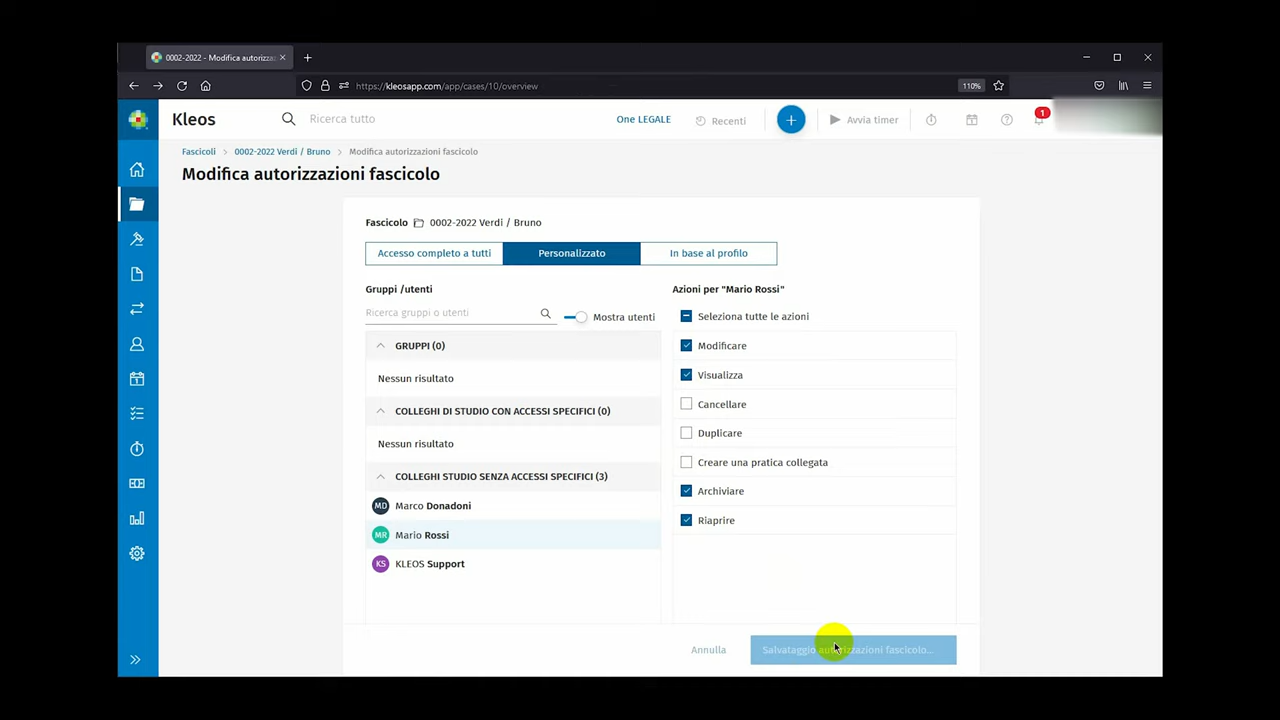 0002-2022 - Modifica autorizza
https://kleosapp.com/app/cases/10/overview
110%
Kleos
Ricerca tutto
One LEGALE
Recenti
Avvia timer
1
Fascicoli > 0002-2022 Verdi / Bruno > Modifica autorizzazioni fascicolo
Modifica autorizzazioni fascicolo
Fascicolo 0002-2022 Verdi / Bruno
Accesso completo a tutti
Personalizzato
In base al profilo
Gruppi /utenti
Ricerca gruppi o utenti
Mostra utenti
GRUPPI (0)
Nessun risultato
COLLEGHI DI STUDIO CON ACCESSI SPECIFICI (0)
Nessun risultato
COLLEGHI STUDIO SENZA ACCESSI SPECIFICI (3)
MD Marco Donadoni
MR Mario Rossi
KS KLEOS Support
Azioni per "Mario Rossi"
Seleziona tutte le azioni
Modificare
Visualizza
Cancellare
Duplicare
Creare una pratica collegata
Archiviare
Riaprire
Annulla
Salvataggio autorizzazioni fascicolo...